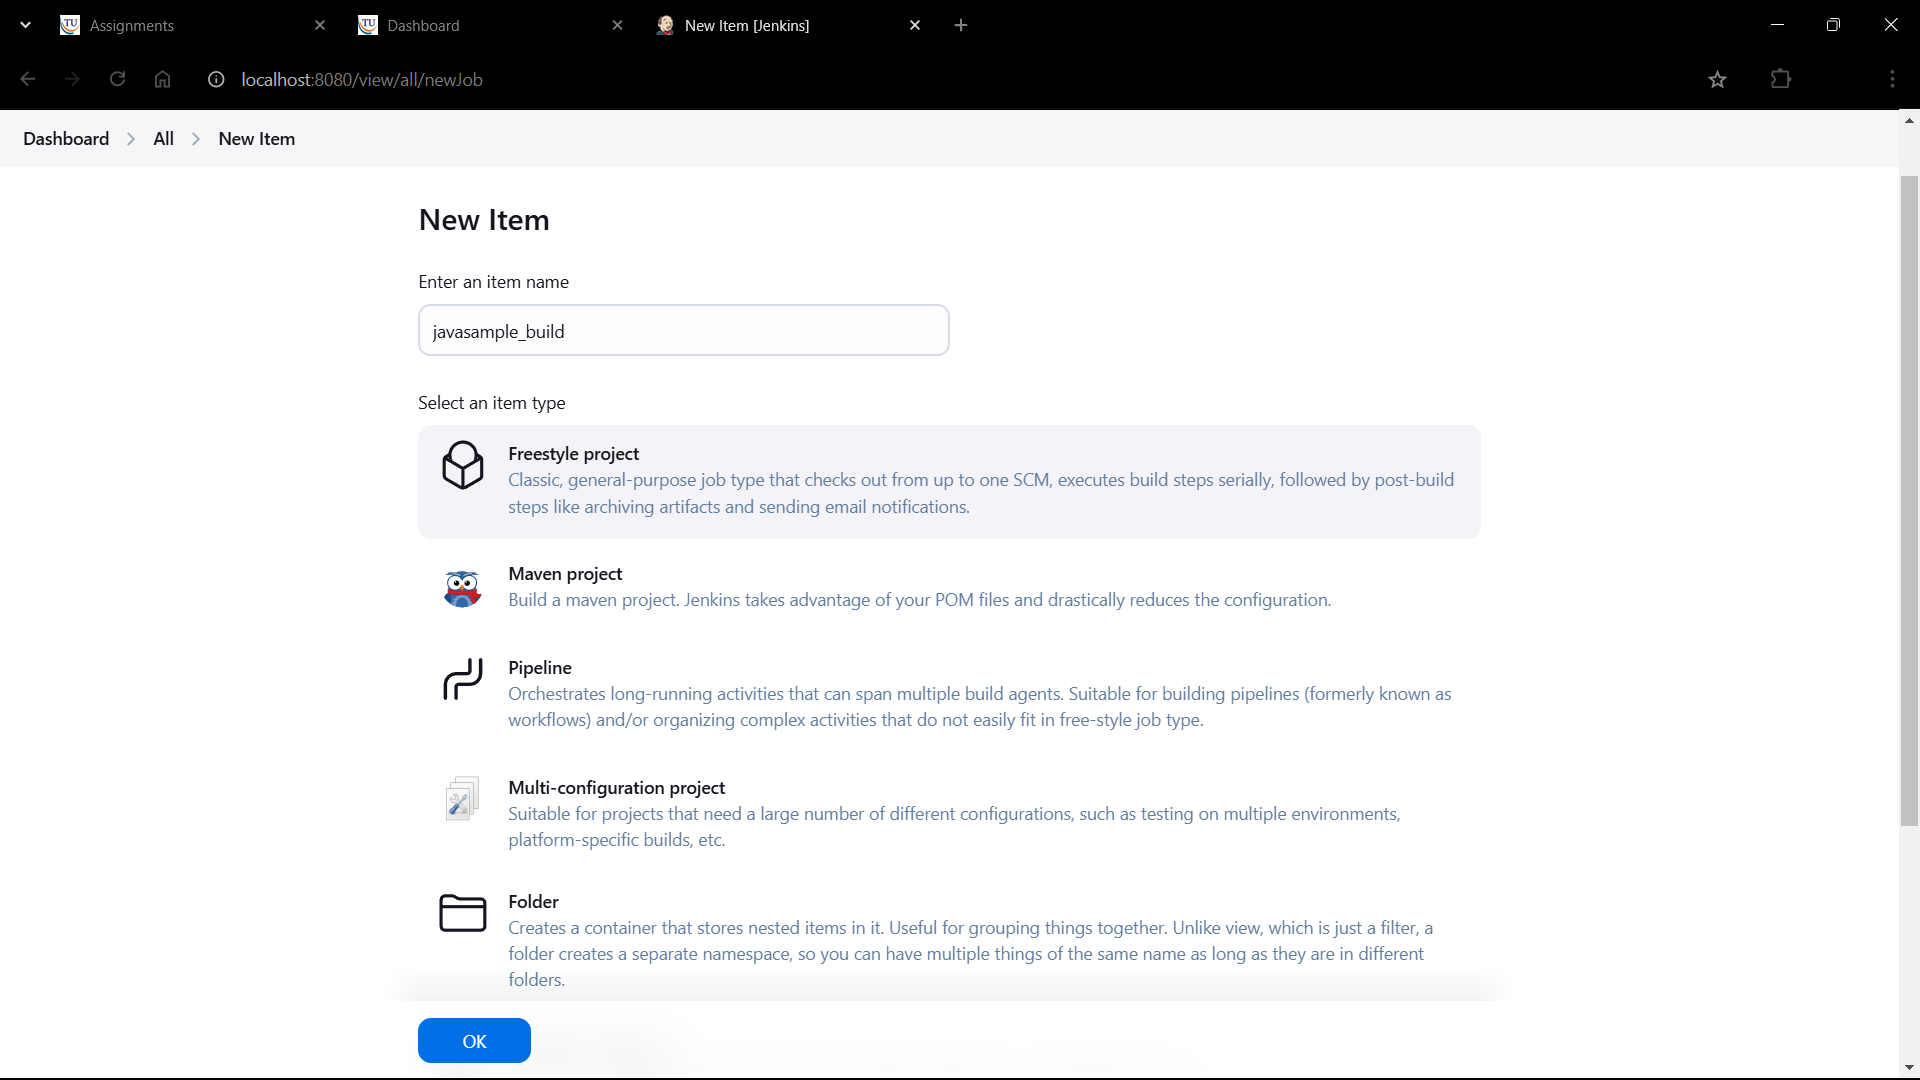 Assignments
Dashboard
New Item [Jenkins]
localhost:8080/view/all/newJob
Dashboard > All > New Item
New Item
Enter an item name
javasample_build
Select an item type
Freestyle project
Classic, general-purpose job type that checks out from up to one SCM, executes build steps serially, followed by post-build
steps like archiving artifacts and sending email notifications.
Maven project
Build a maven project. Jenkins takes advantage of your POM files and drastically reduces the configuration.
Pipeline
Orchestrates long-running activities that can span multiple build agents. Suitable for building pipelines (formerly known as
workflows) and/or organizing complex activities that do not easily fit in free-style job type.
Multi-configuration project
Suitable for projects that need a large number of different configurations, such as testing on multiple environments,
platform-specific builds, etc.
Folder
Creates a container that stores nested items in it. Useful for grouping things together. Unlike view, which is just a filter, a
folder creates a separate namespace, so you can have multiple things of the same name as long as they are in different
folders.
OK